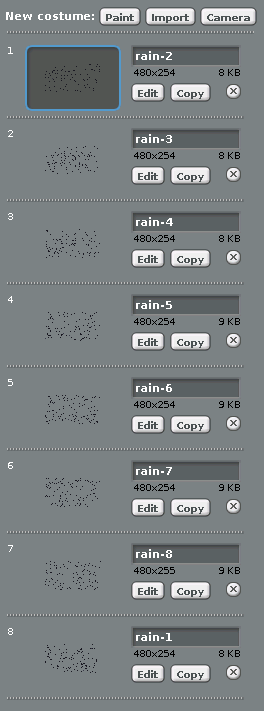 New costume: Paint Import Camera
1 rain-2
480x254 8 KB
Edit Copy
2 rain-3
480x254 8 KB
Edit Copy
3 rain-4
480x254 8 KB
Edit Copy
4 rain-5
480x254 9 KB
Edit Copy
5 rain-6
480x254 9 KB
Edit Copy
6 rain-7
480x254 9 KB
Edit Copy
7 rain-8
480x255 9 KB
Edit Copy
8 rain-1
480x254 8 KB
Edit Copy